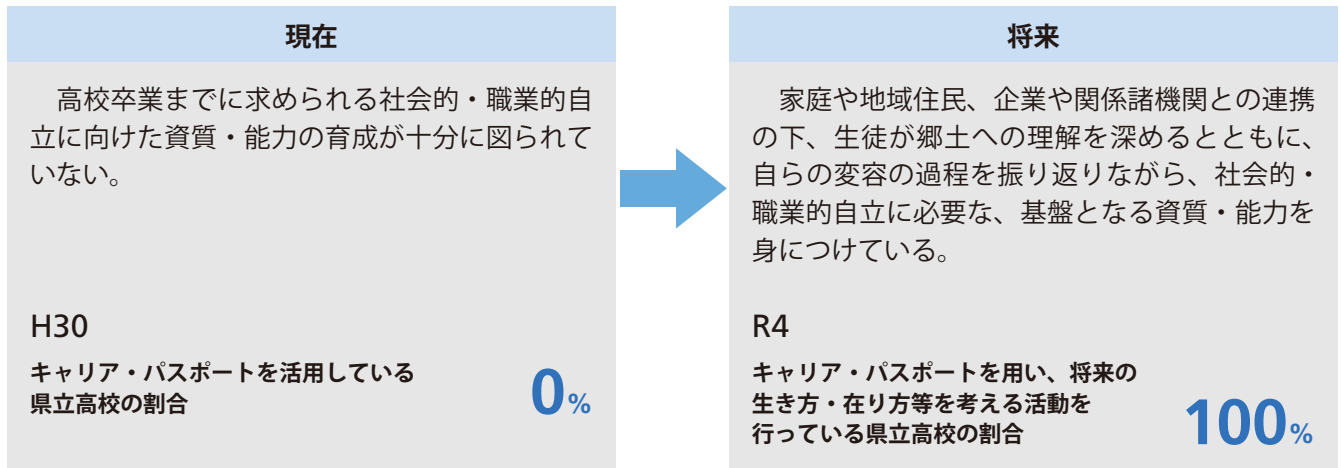 現在
　高校卒業までに求められる社会的・職業的自
立に向けた資質・能力の育成が十分に図られて
いない。
H30
キャリア・パスポートを活用している
県立高校の割合
0%
将来
　家庭や地域住民、企業や関係諸機関との連携
の下、生徒が郷土への理解を深めるとともに、
自らの変容の過程を振り返りながら、社会的・
職業的自立に必要な、基盤となる資質・能力を
身につけている。
R4
キャリア・パスポートを用い、将来の
生き方・在り方等を考える活動を
行っている県立高校の割合
100%